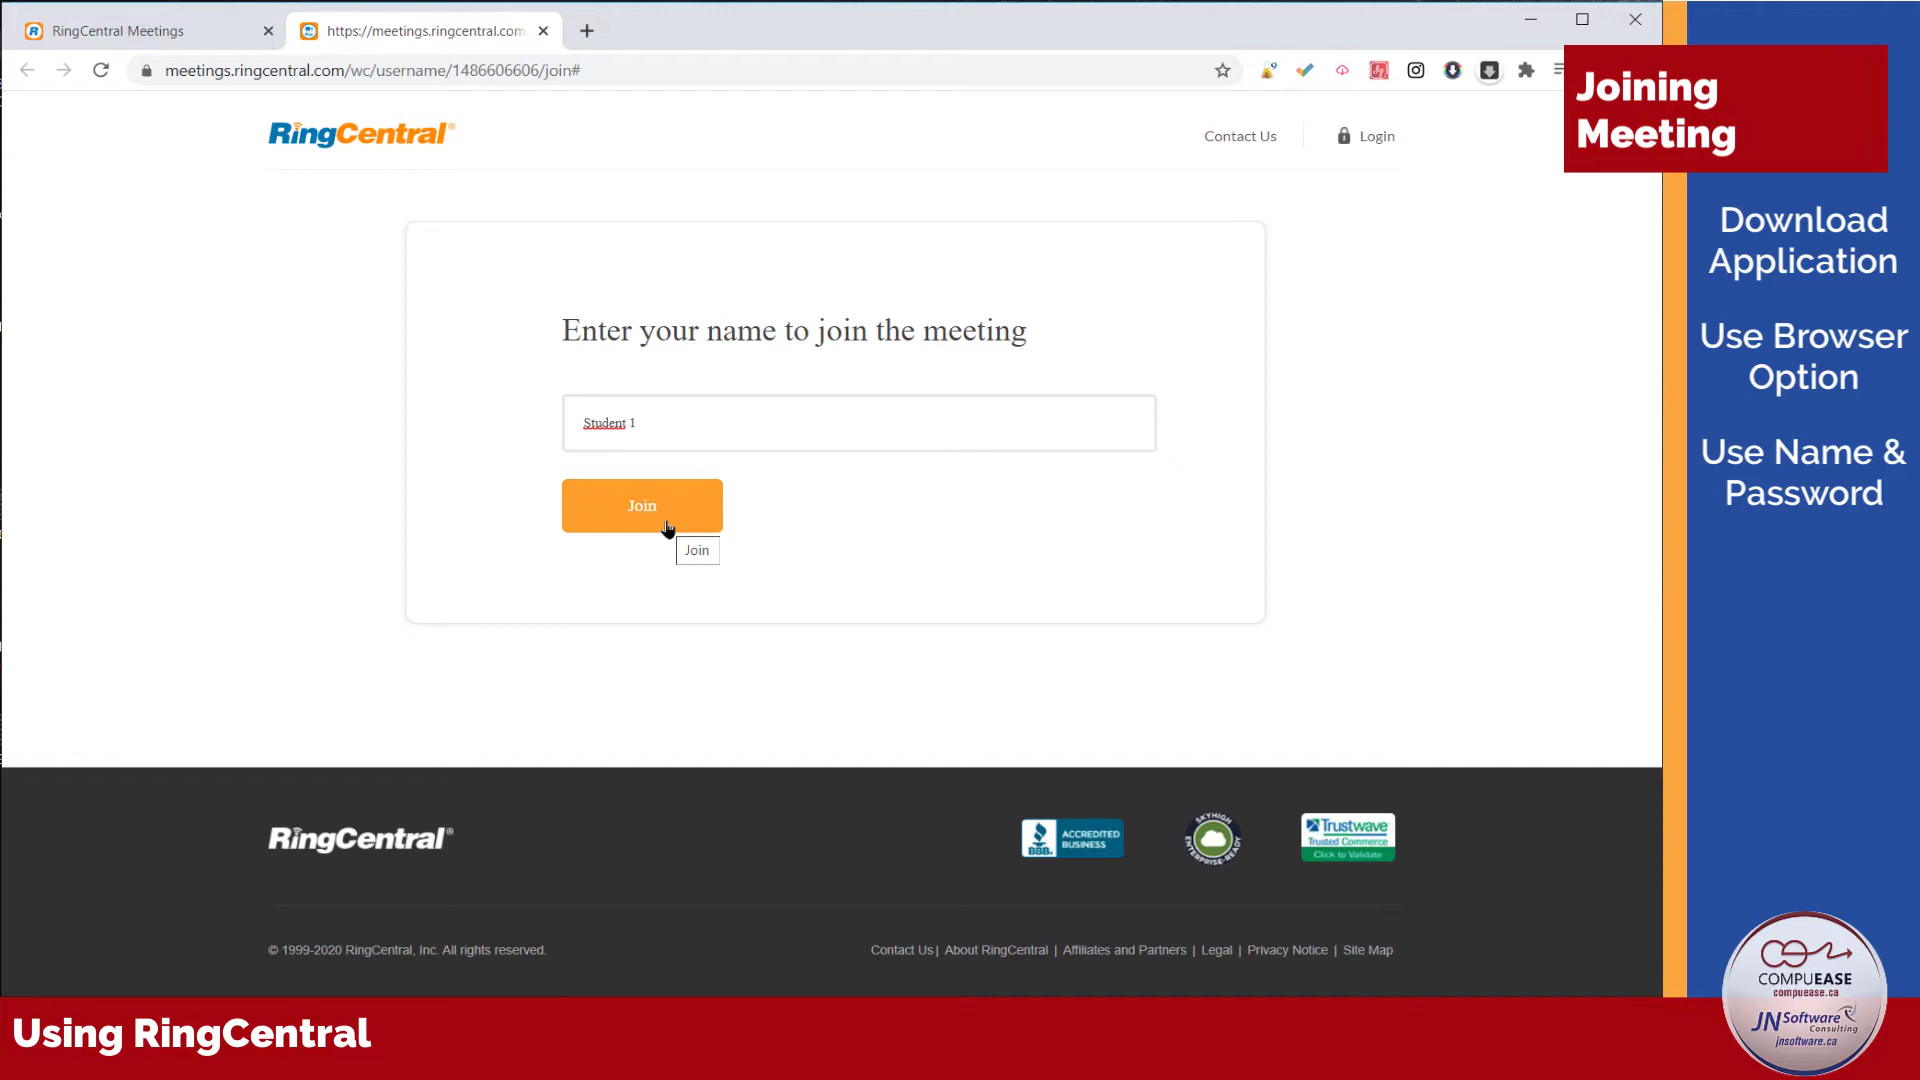 RingCentral Meetings
https://meetings.ringcentral.com
meetings.ringcentral.com/wc/username/1486606606/join#
RingCentral®
Contact Us
Login
Enter your name to join the meeting
Student 1
Join
Join
RingCentral®
BBB.
ACCREDITED
BUSINESS
SKYHIGH
ENTERPRISE-READY
Trustwave
Trusted Commerce
Click to Validate
© 1999-2020 RingCentral, Inc. All rights reserved.
Contact Us | About RingCentral | Affiliates and Partners | Legal | Privacy Notice | Site Map
Joining
Meeting
Download
Application
Use Browser
Option
Use Name &
Password
COMPUEASE
compuease.ca
JN Software
Consulting
jnsoftware.ca
Using RingCentral